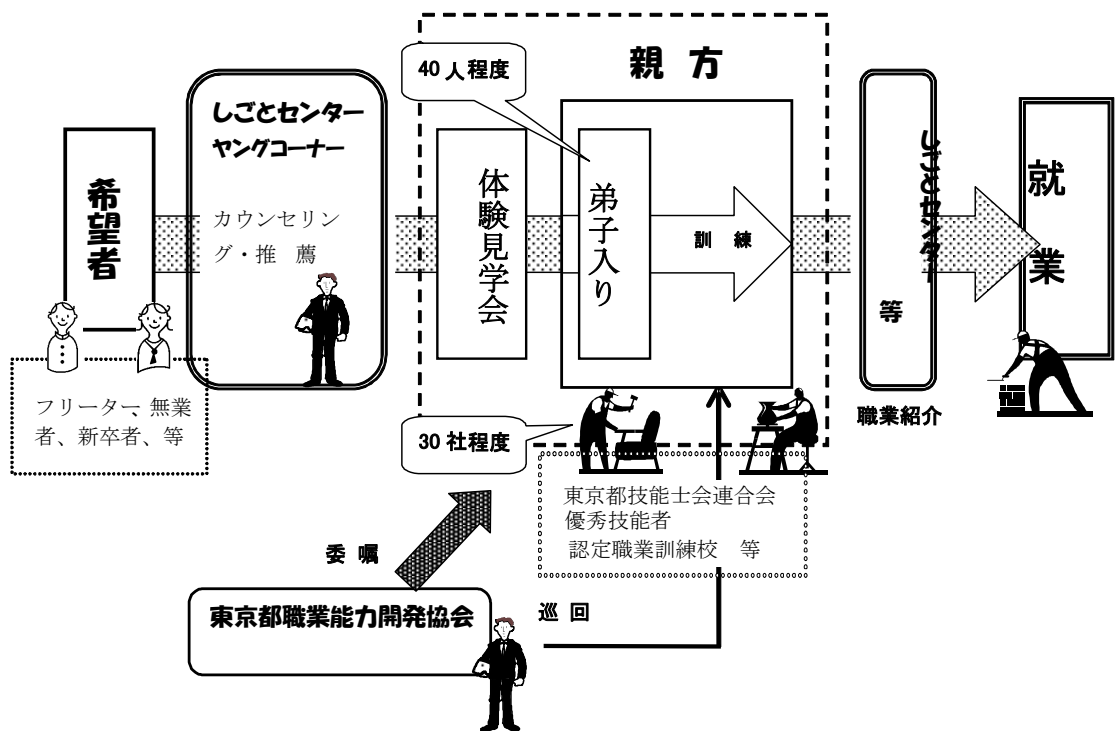 親 方
40人程度
しごとセンター
ヤングコーナー
カウンセリン
グ・推 薦
希望者
フリーター、無業
者、新卒者、等
体験見学会
弟子入り
訓 練
しごとセンター
等
職業紹介
就業
30社程度
東京都技能士会連合会
優秀技能者
認定職業訓練校 等
委 嘱
東京都職業能力開発協会
巡 回